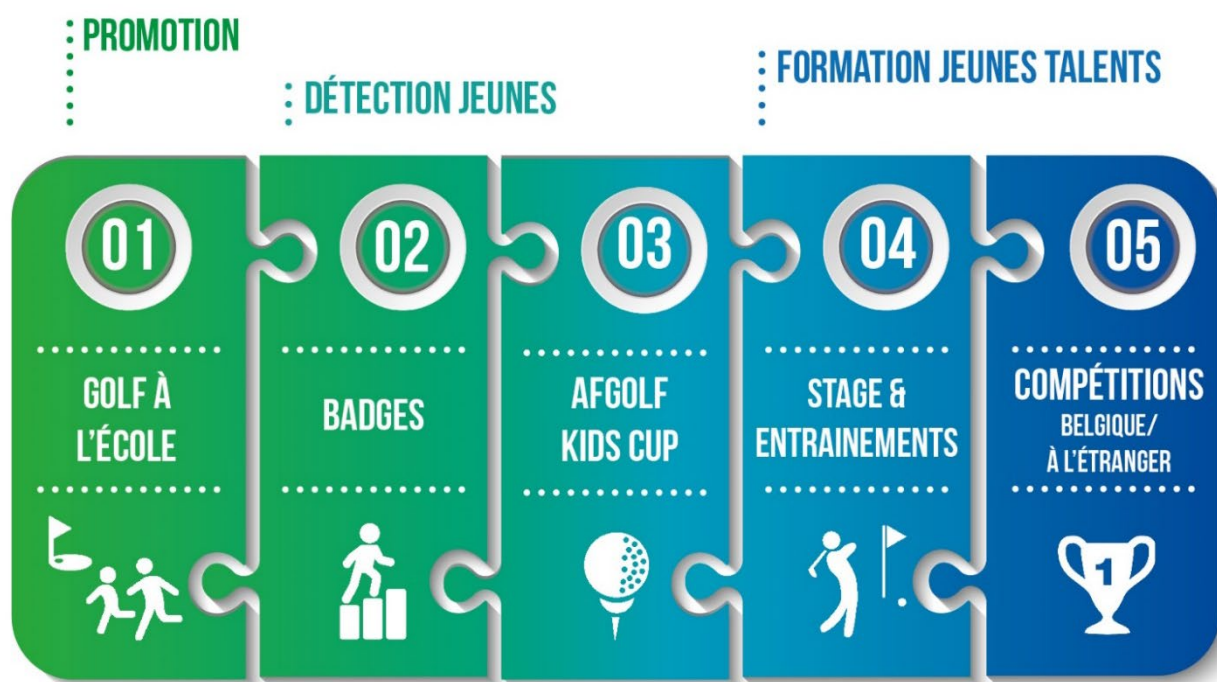 PROMOTION
DÉTECTION JEUNES
FORMATION JEUNES TALENTS
01
GOLF À
L'ÉCOLE
02
BADGES
03
AFGOLF
KIDS CUP
04
STAGE &
ENTRAINEMENTS
05
COMPÉTITIONS
BELGIQUE/
À L'ÉTRANGER
1